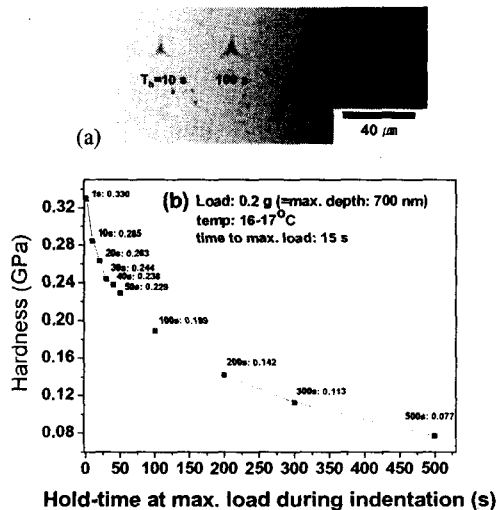 T_h=10 s 100 s
(a)
40 µm
(b) Load: 0.2 g (=max. depth: 700 nm)
temp: 16-17°C
time to max. load: 15 s
1s: 0.330
10s: 0.285
20s: 0.263
30s: 0.244
40s: 0.238
50s: 0.229
100s: 0.189
200s: 0.142
300s: 0.113
500s: 0.077
Hardness (GPa)
0.32
0.28
0.24
0.20
0.16
0.12
0.08
0 50 100 150 200 250 300 350 400 450 500
Hold-time at max. load during indentation (s)